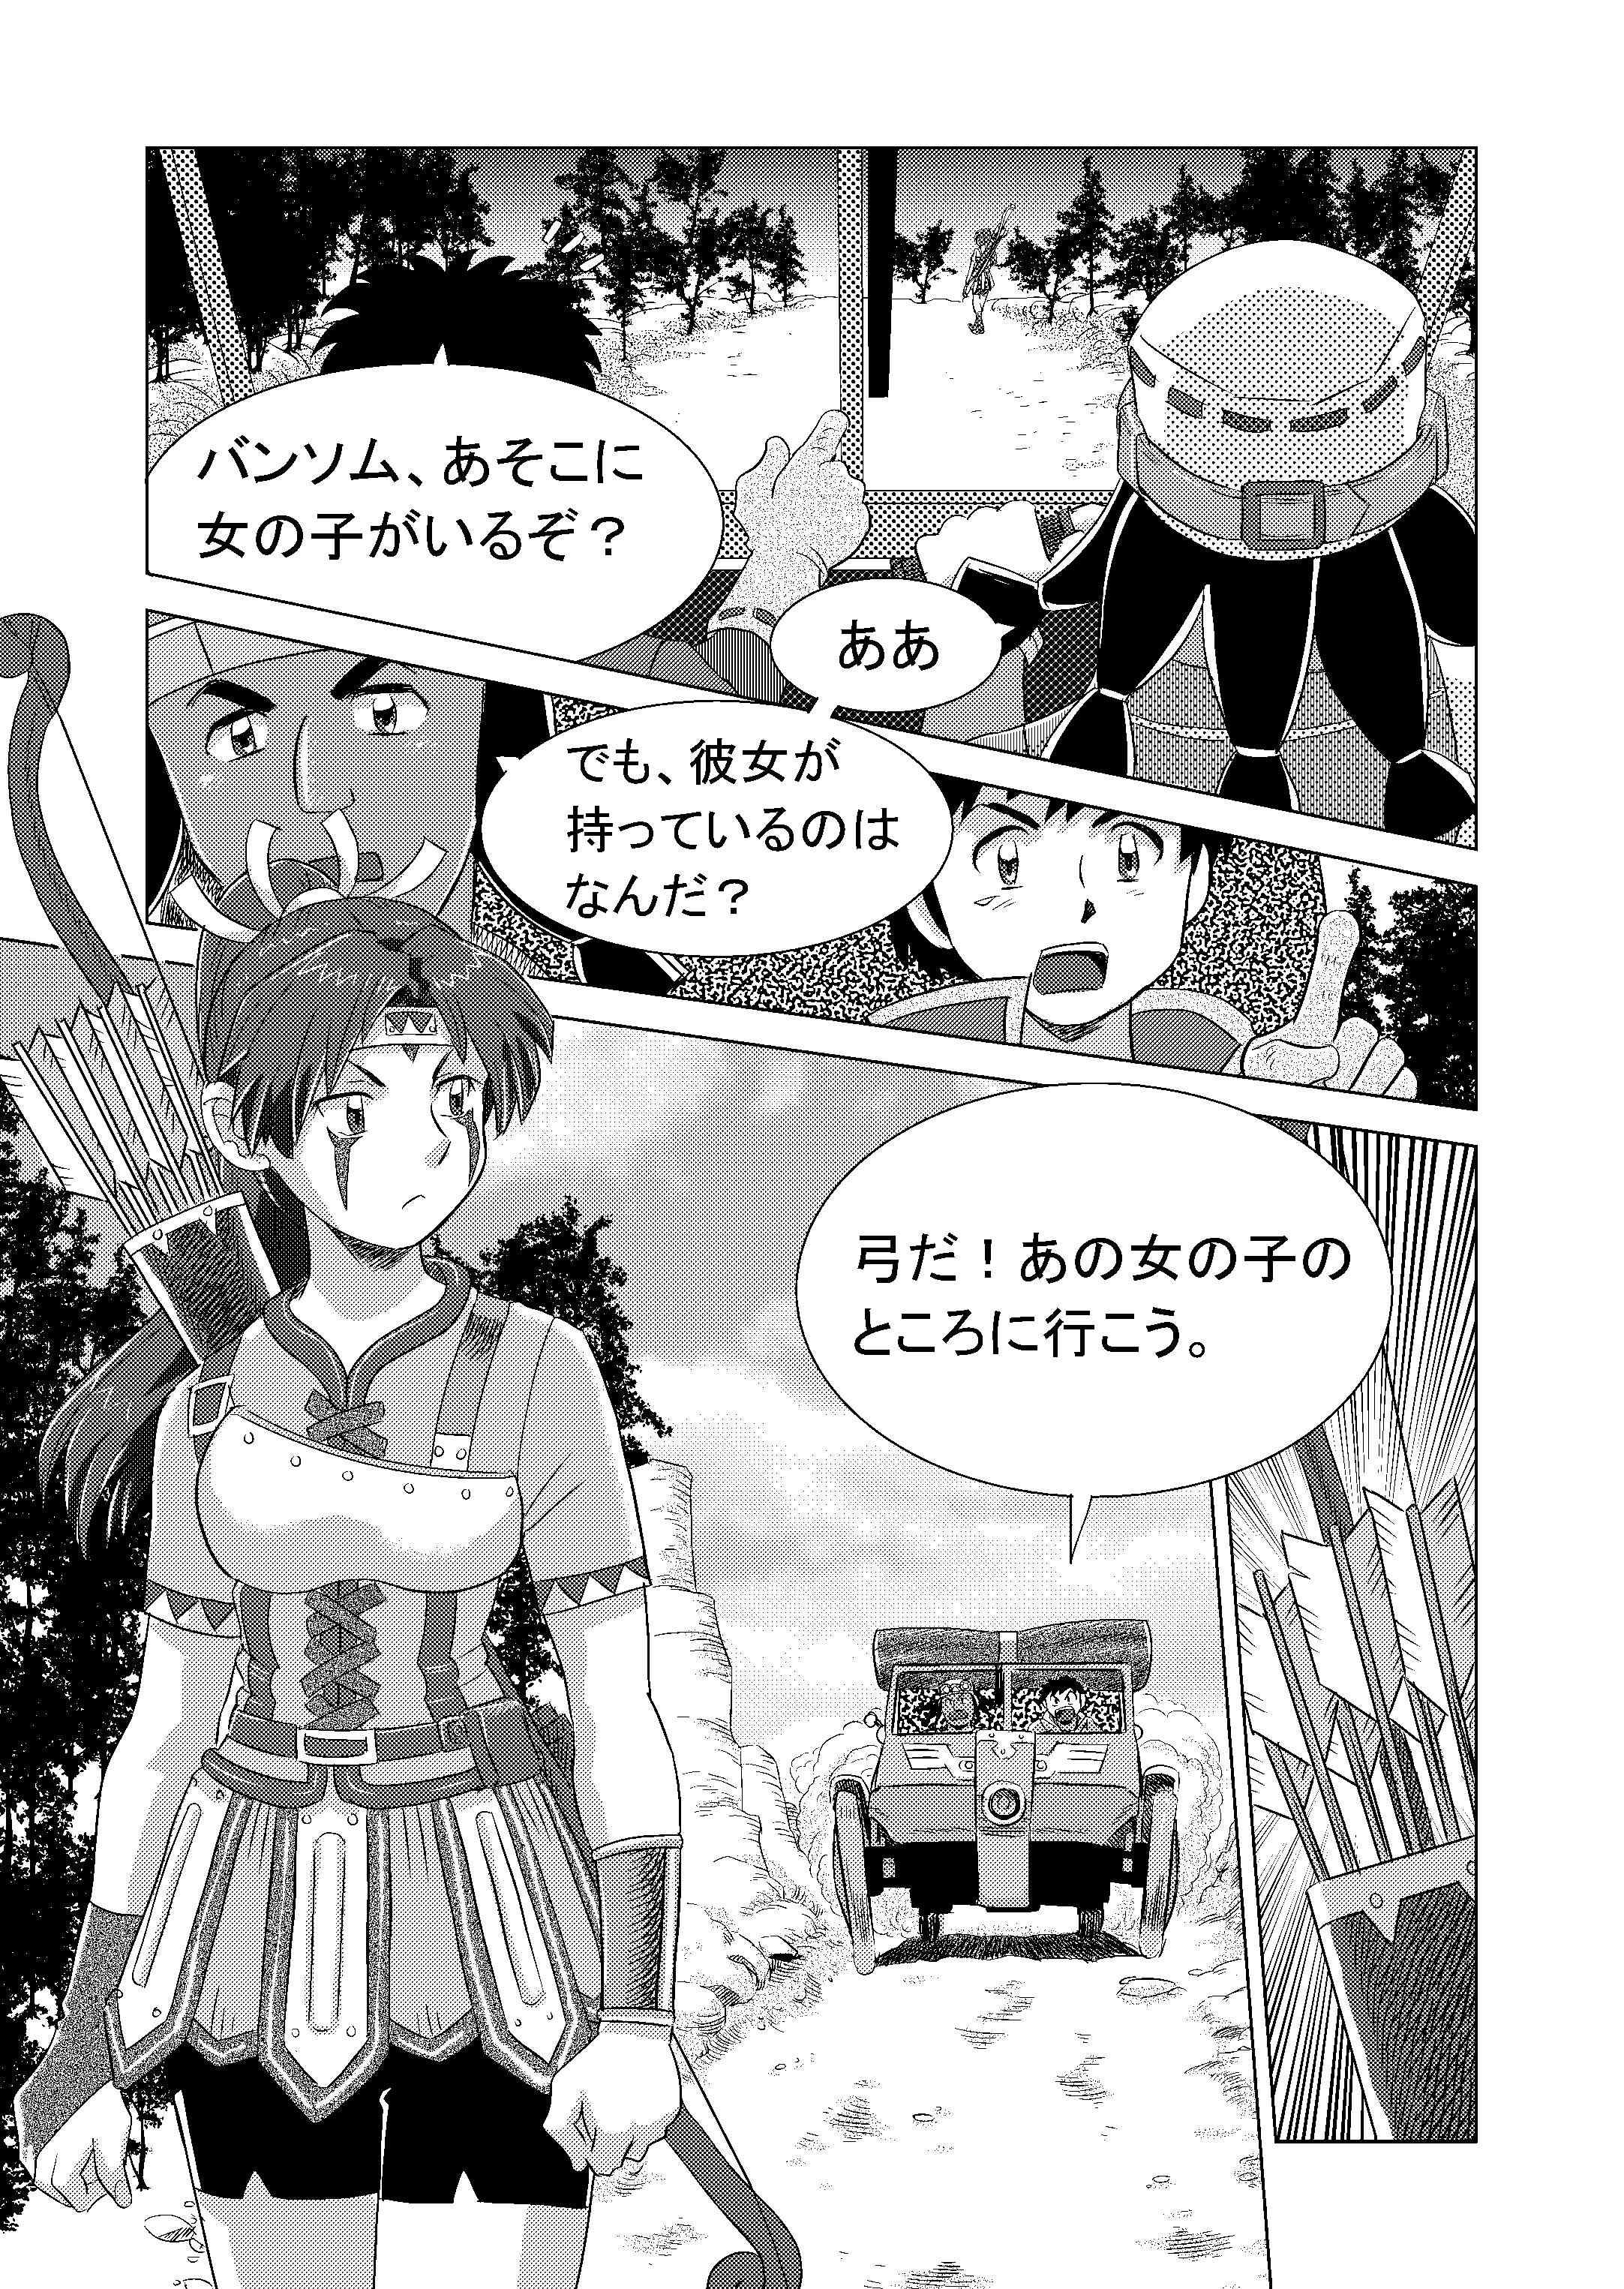 バンソム、あそこに
女の子がいるぞ？
ああ
でも、彼女が
持っているのは
なんだ？
弓だ！あの女の子の
ところに行こう。